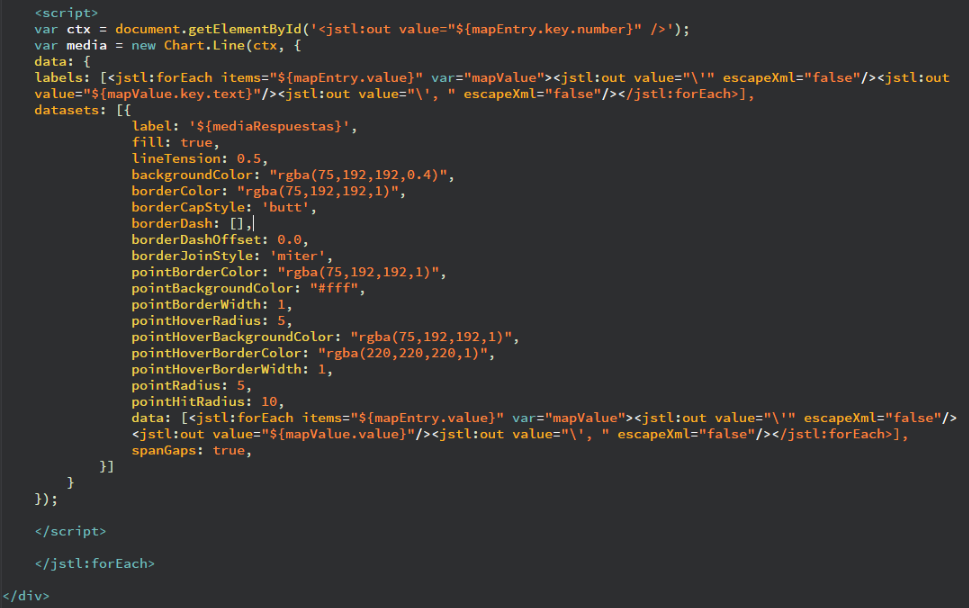 <script>
var ctx = document.getElementById('<jstl:out value="${mapEntry.key.number}" />');
var media = new Chart.Line(ctx, {
data: {
labels: [<jstl:forEach items="${mapEntry.value}" var="mapValue"><jstl:out value="\'" escapeXml="false"/><jstl:out
value="${mapValue.key.text}"/><jstl:out value="\', " escapeXml="false"/></jstl:forEach>],
datasets: [{
label: '${mediaRespuestas}',
fill: true,
lineTension: 0.5,
backgroundColor: "rgba(75,192,192,0.4)",
borderColor: "rgba(75,192,192,1)",
borderCapStyle: 'butt',
borderDash: [],
borderDashOffset: 0.0,
borderJoinStyle: 'miter',
pointBorderColor: "rgba(75,192,192,1)",
pointBackgroundColor: "#fff",
pointBorderWidth: 1,
pointHoverRadius: 5,
pointHoverBackgroundColor: "rgba(75,192,192,1)",
pointHoverBorderColor: "rgba(220,220,220,1)",
pointHoverBorderWidth: 1,
pointRadius: 5,
pointHitRadius: 10,
data: [<jstl:forEach items="${mapEntry.value}" var="mapValue"><jstl:out value="\'" escapeXml="false"/>
<jstl:out value="${mapValue.value}"/><jstl:out value="\', " escapeXml="false"/></jstl:forEach>],
spanGaps: true,
}]
}
});
</script>
</jstl:forEach>
</div>